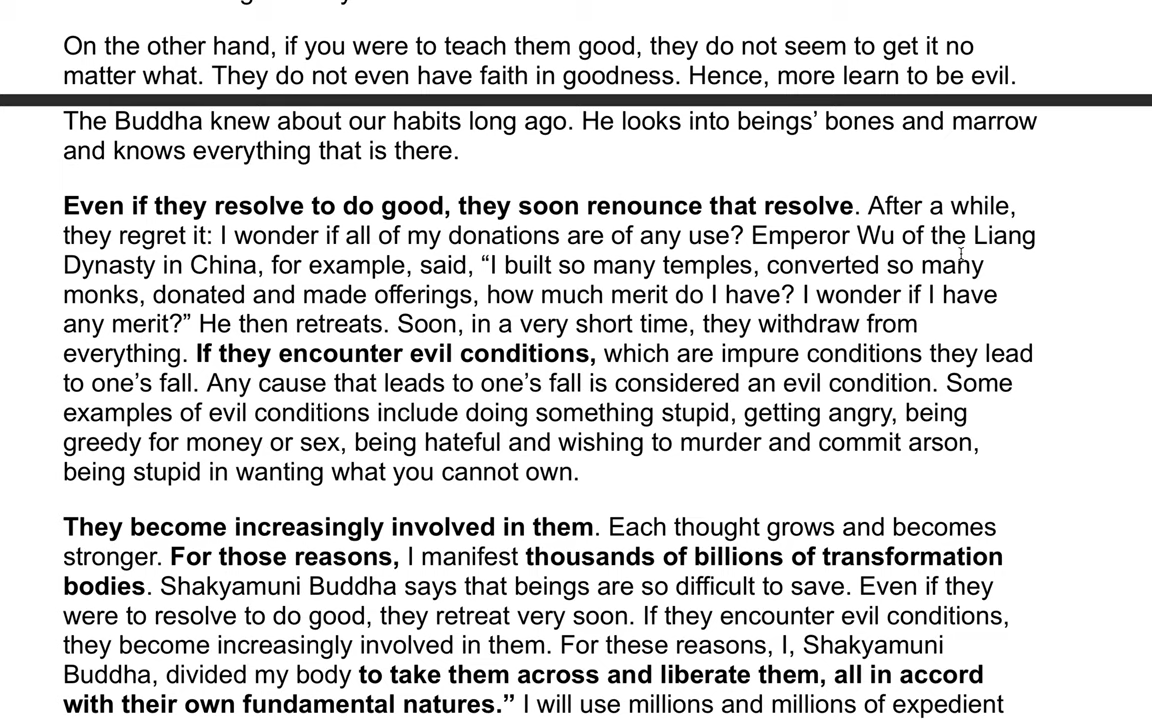 On the other hand, if you were to teach them good, they do not seem to get it no
matter what. They do not even have faith in goodness. Hence, more learn to be evil.
The Buddha knew about our habits long ago. He looks into beings’ bones and marrow
and knows everything that is there.
Even if they resolve to do good, they soon renounce that resolve. After a while,
they regret it: I wonder if all of my donations are of any use? Emperor Wu of the Liang
Dynasty in China, for example, said, “I built so many temples, converted so many
monks, donated and made offerings, how much merit do I have? I wonder if I have
any merit?” He then retreats. Soon, in a very short time, they withdraw from
everything. If they encounter evil conditions, which are impure conditions they lead
to one’s fall. Any cause that leads to one’s fall is considered an evil condition. Some
examples of evil conditions include doing something stupid, getting angry, being
greedy for money or sex, being hateful and wishing to murder and commit arson,
being stupid in wanting what you cannot own.
They become increasingly involved in them. Each thought grows and becomes
stronger. For those reasons, I manifest thousands of billions of transformation
bodies. Shakyamuni Buddha says that beings are so difficult to save. Even if they
were to resolve to do good, they retreat very soon. If they encounter evil conditions,
they become increasingly involved in them. For these reasons, I, Shakyamuni
Buddha, divided my body to take them across and liberate them, all in accord
with their own fundamental natures.” I will use millions and millions of expedient